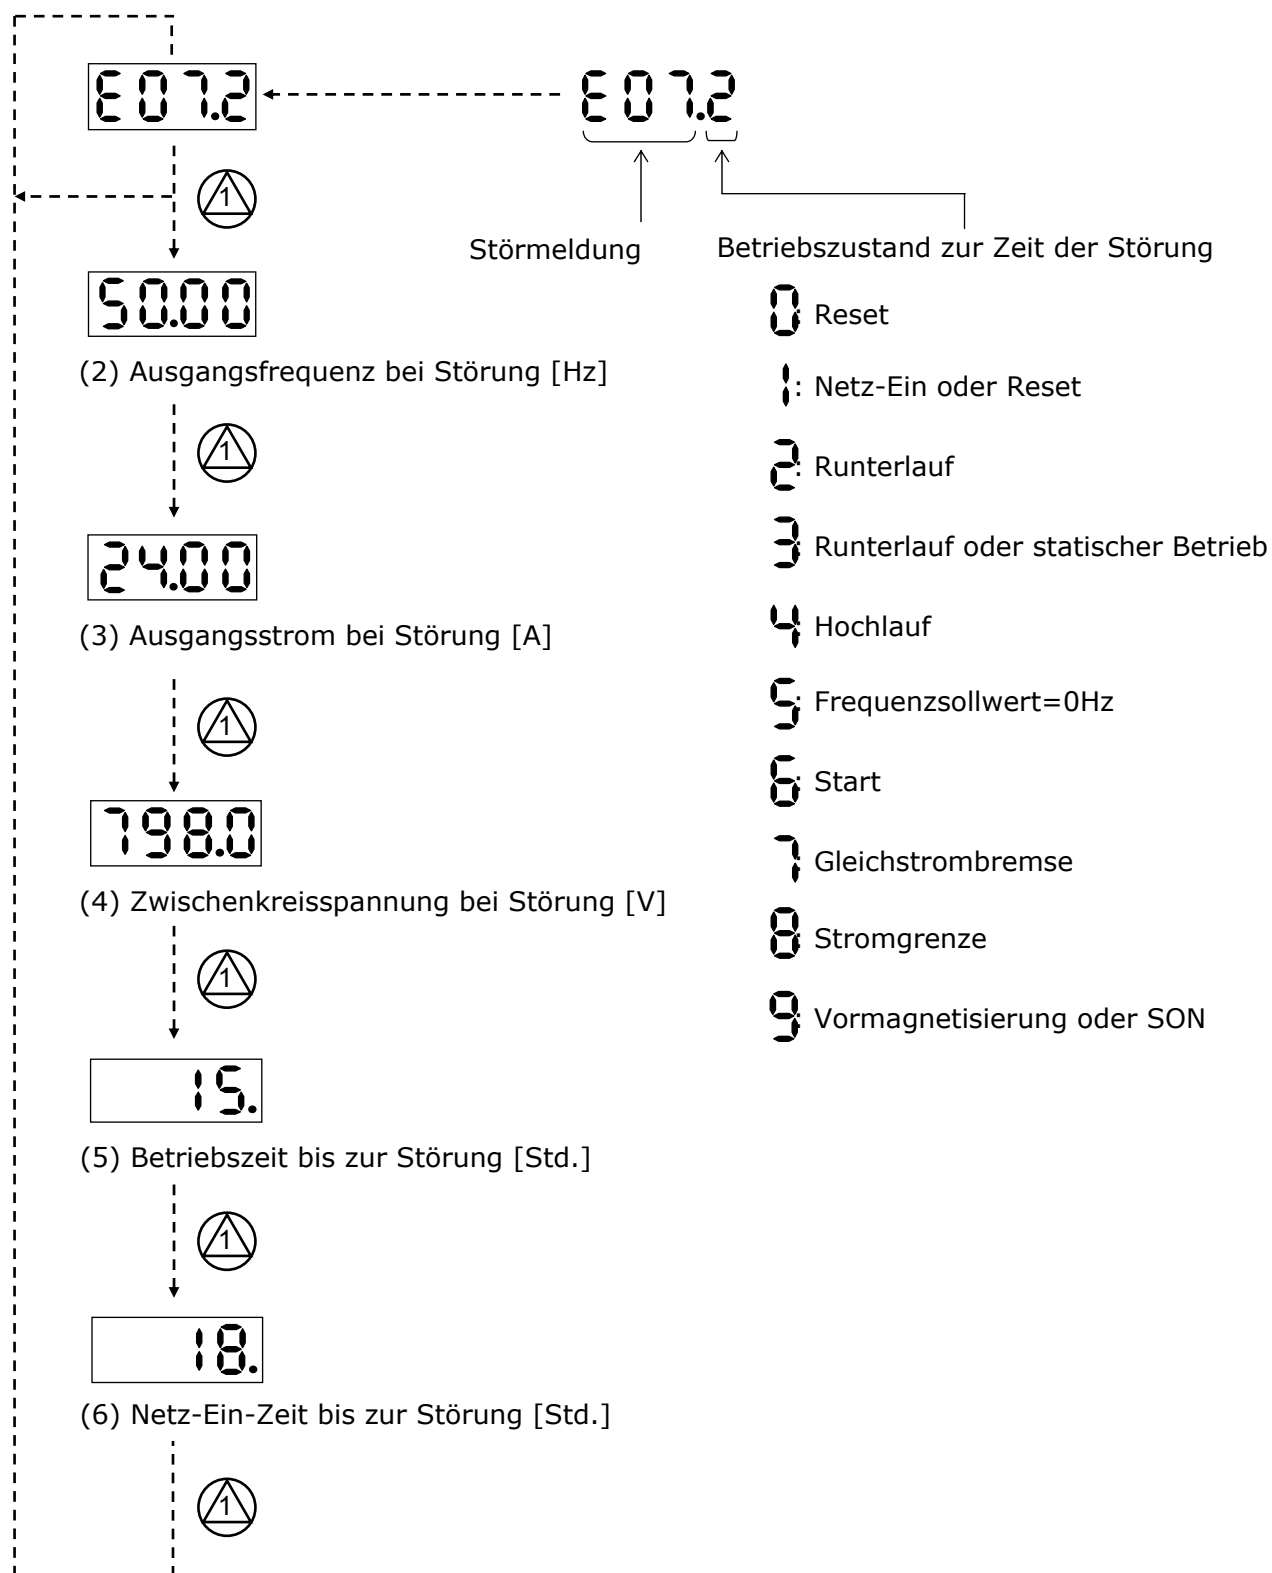 E07.2
E07.2
1
Störmeldung
Betriebszustand zur Zeit der Störung
50.00
(2) Ausgangsfrequenz bei Störung [Hz]
1
24.00
(3) Ausgangsstrom bei Störung [A]
1
798.0
(4) Zwischenkreisspannung bei Störung [V]
1
15.
(5) Betriebszeit bis zur Störung [Std.]
1
18.
(6) Netz-Ein-Zeit bis zur Störung [Std.]
1
0: Reset
1: Netz-Ein oder Reset
2: Runterlauf
3: Runterlauf oder statischer Betrieb
4: Hochlauf
5: Frequenzsollwert=0Hz
6: Start
7: Gleichstrombremse
8: Stromgrenze
9: Vormagnetisierung oder SON